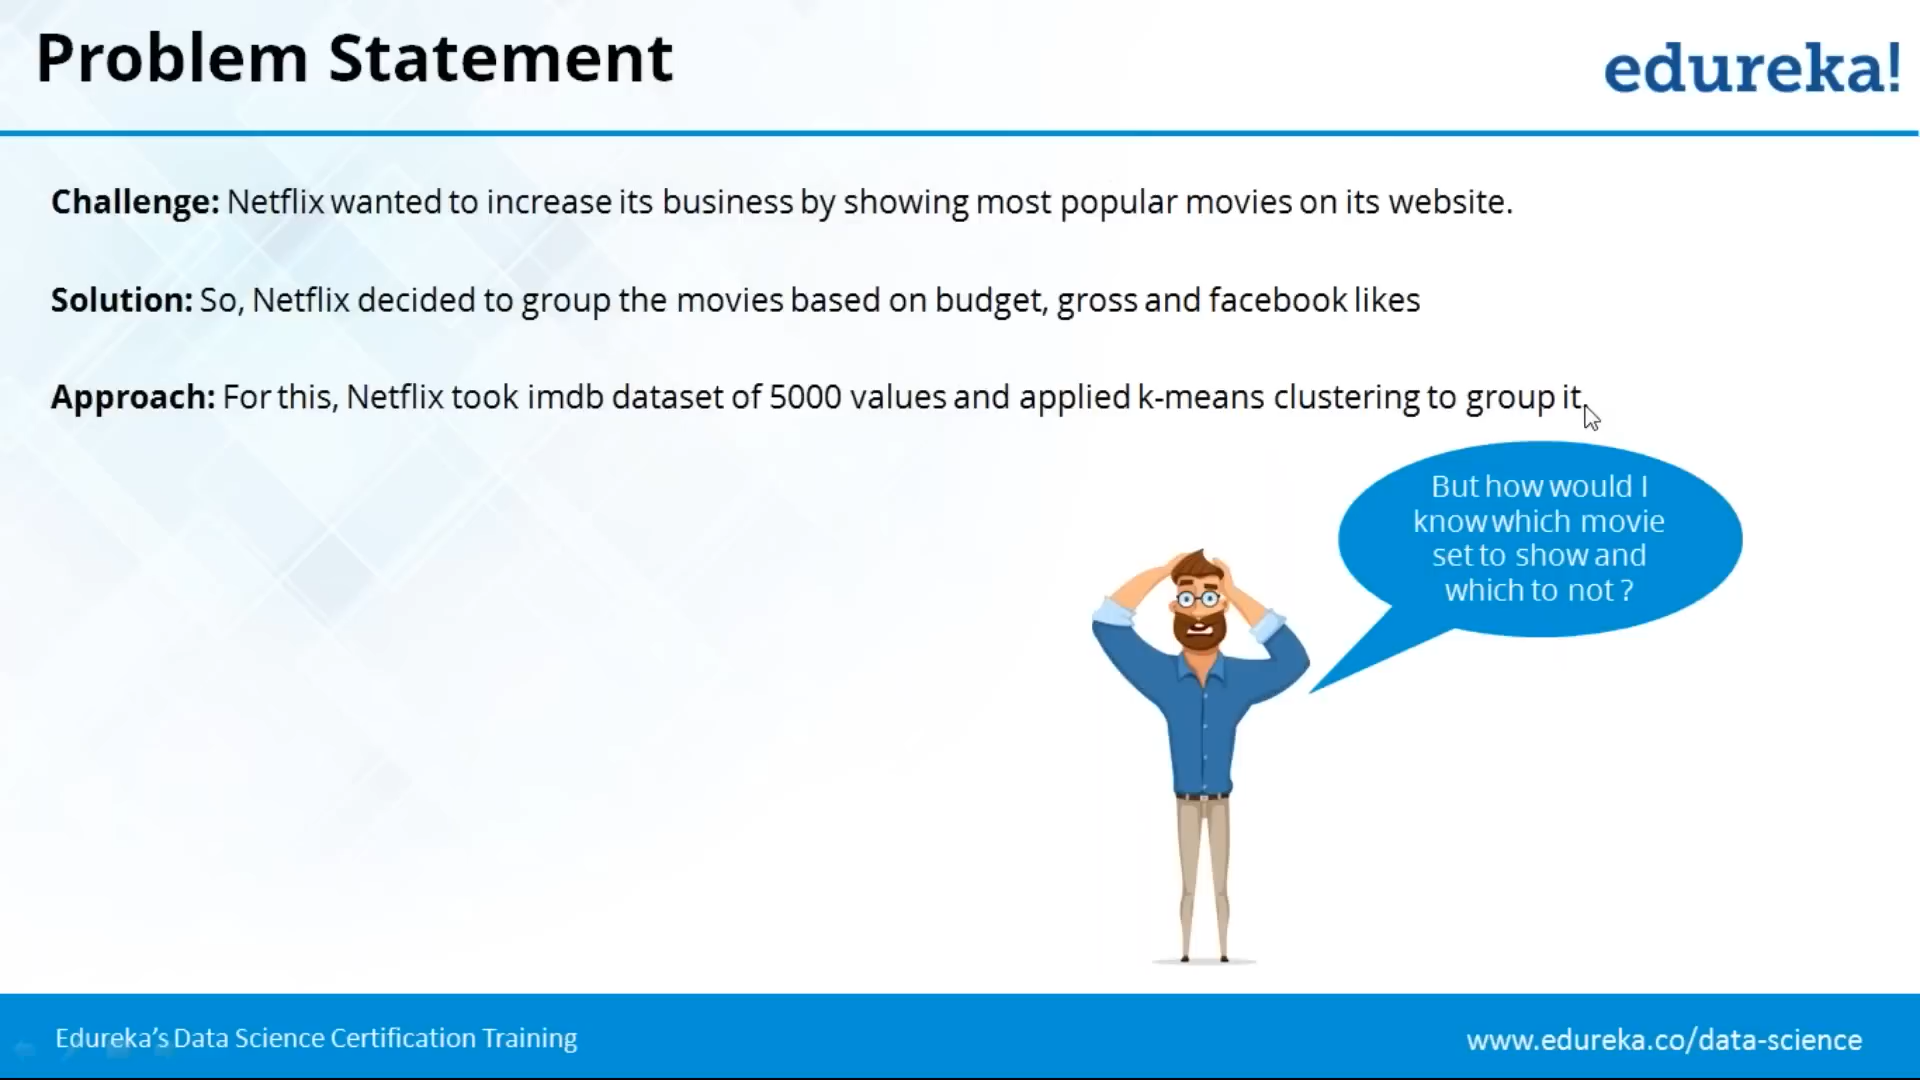 Problem Statement
edureka!
Challenge: Netflix wanted to increase its business by showing most popular movies on its website.
Solution: So, Netflix decided to group the movies based on budget, gross and facebook likes
Approach: For this, Netflix took imdb dataset of 5000 values and applied k-means clustering to group it.
But how would I
know which movie
set to show and
which to not ?
Edureka’s Data Science Certification Training
www.edureka.co/data-science